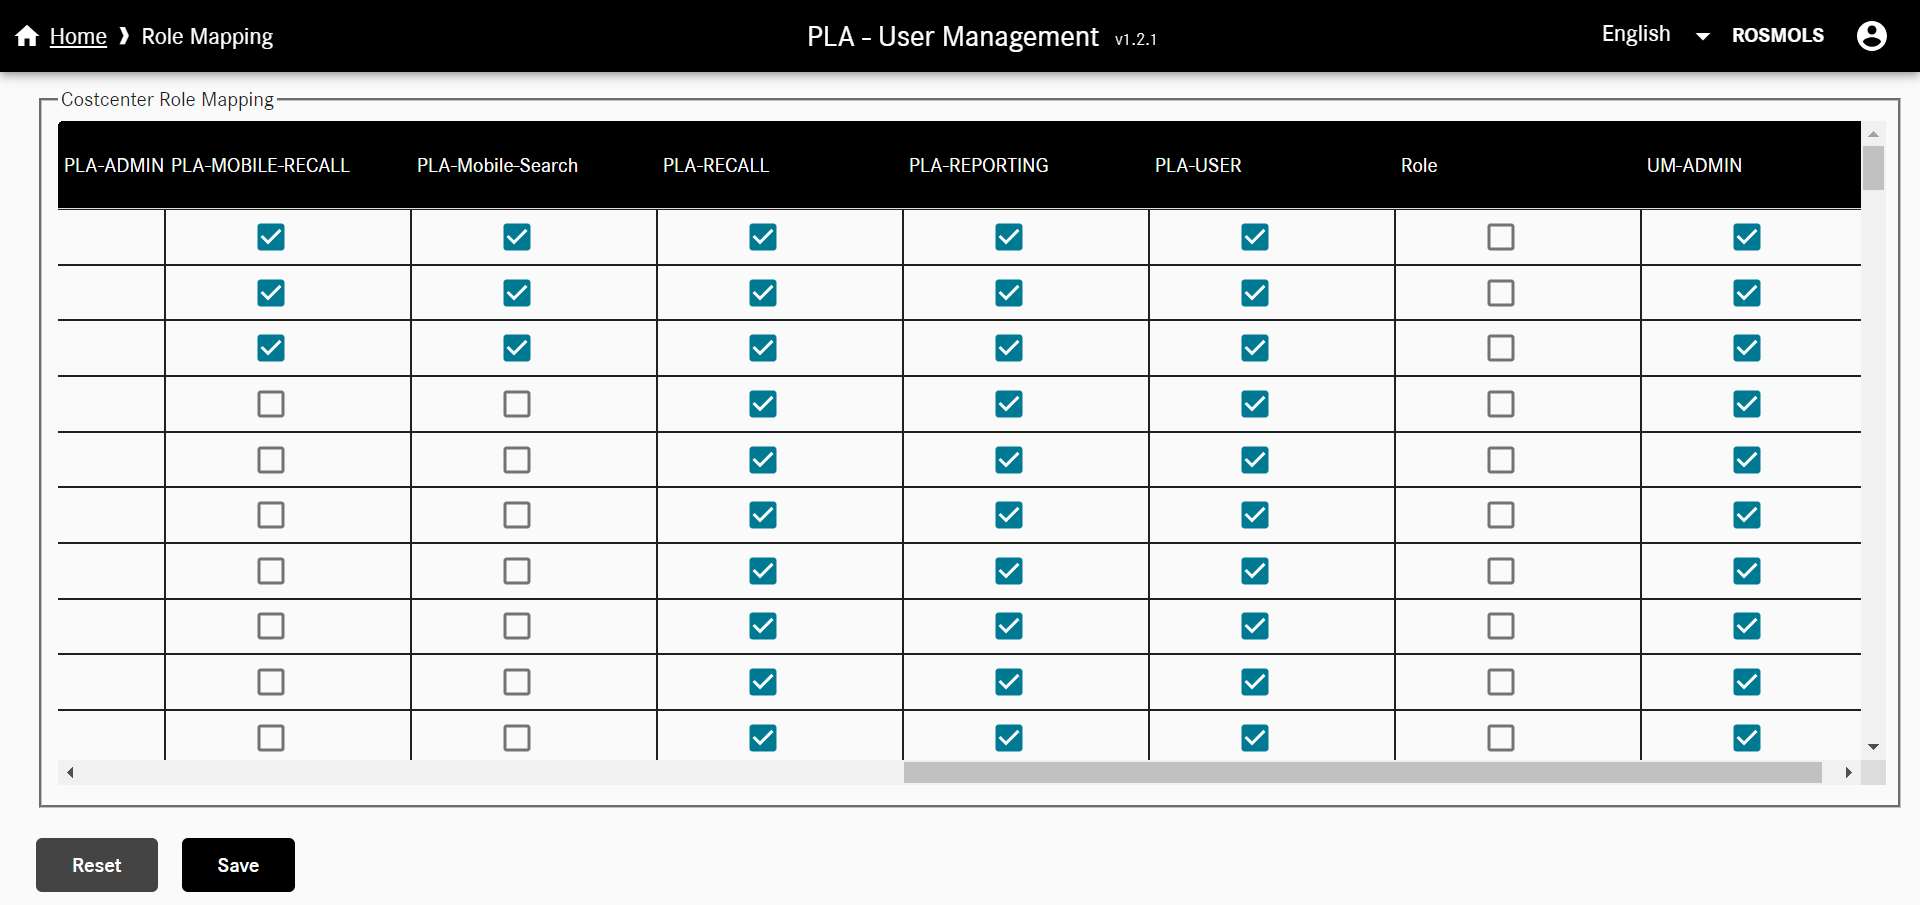 Home ❱ Role Mapping
PLA - User Management v1.2.1
English
ROSMOLS
Costcenter Role Mapping
PLA-ADMIN PLA-MOBILE-RECALL PLA-Mobile-Search PLA-RECALL PLA-REPORTING PLA-USER Role UM-ADMIN
Reset
Save